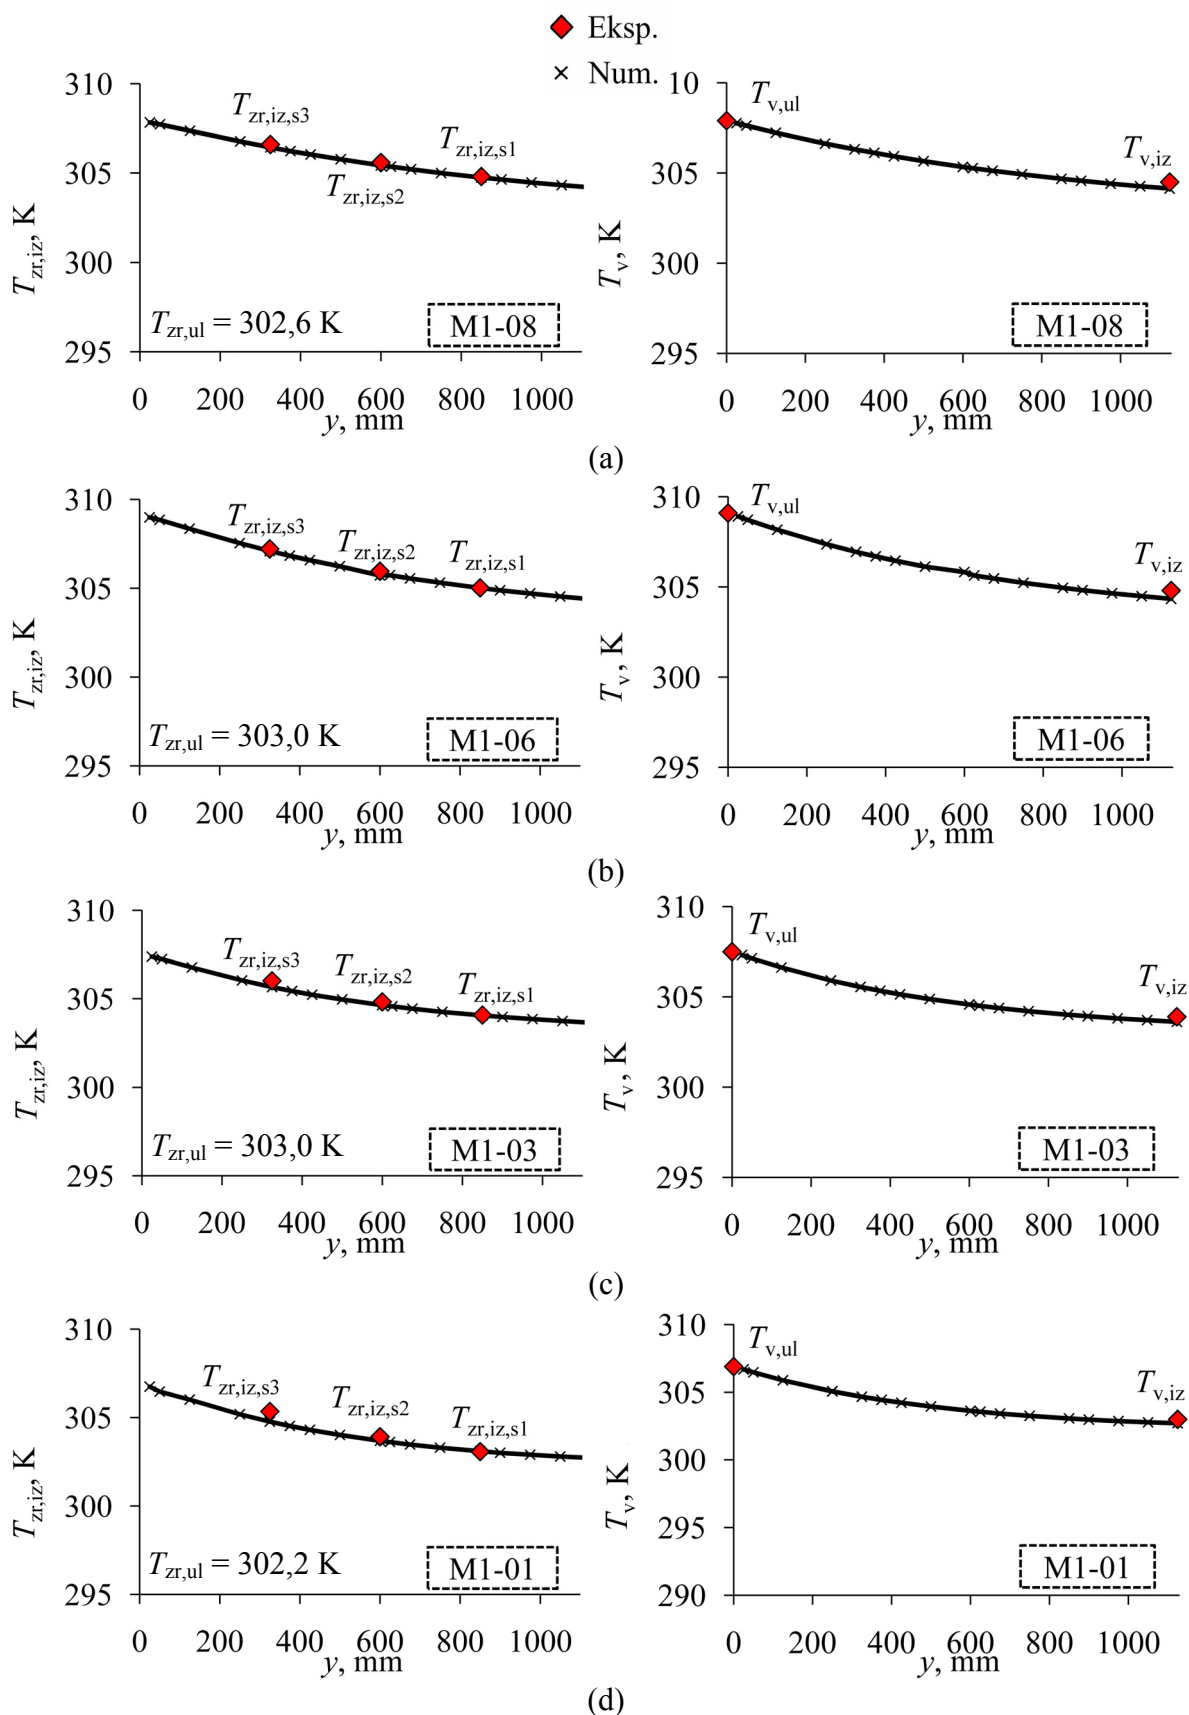 Eksp.
Num.
310
305
300
295
T_zr,iz, K
T_zr,iz,s3
T_zr,iz,s2
T_zr,iz,s1
T_zr,ul = 302,6 K
M1-08
0 200 400 600 800 1000
y, mm
10
305
300
295
T_v, K
T_v,ul
T_v,iz
M1-08
0 200 400 600 800 1000
y, mm
(a)
310
305
300
295
T_zr,iz, K
T_zr,iz,s3
T_zr,iz,s2
T_zr,iz,s1
T_zr,ul = 303,0 K
M1-06
0 200 400 600 800 1000
y, mm
310
305
300
295
T_v, K
T_v,ul
T_v,iz
M1-06
0 200 400 600 800 1000
y, mm
(b)
310
305
300
295
T_zr,iz, K
T_zr,iz,s3
T_zr,iz,s2
T_zr,iz,s1
T_zr,ul = 303,0 K
M1-03
0 200 400 600 800 1000
y, mm
310
305
300
295
T_v, K
T_v,ul
T_v,iz
M1-03
0 200 400 600 800 1000
y, mm
(c)
310
305
300
295
T_zr,iz, K
T_zr,iz,s3
T_zr,iz,s2
T_zr,iz,s1
T_zr,ul = 302,2 K
M1-01
0 200 400 600 800 1000
y, mm
310
305
300
295
290
T_v, K
T_v,ul
T_v,iz
M1-01
0 200 400 600 800 1000
y, mm
(d)